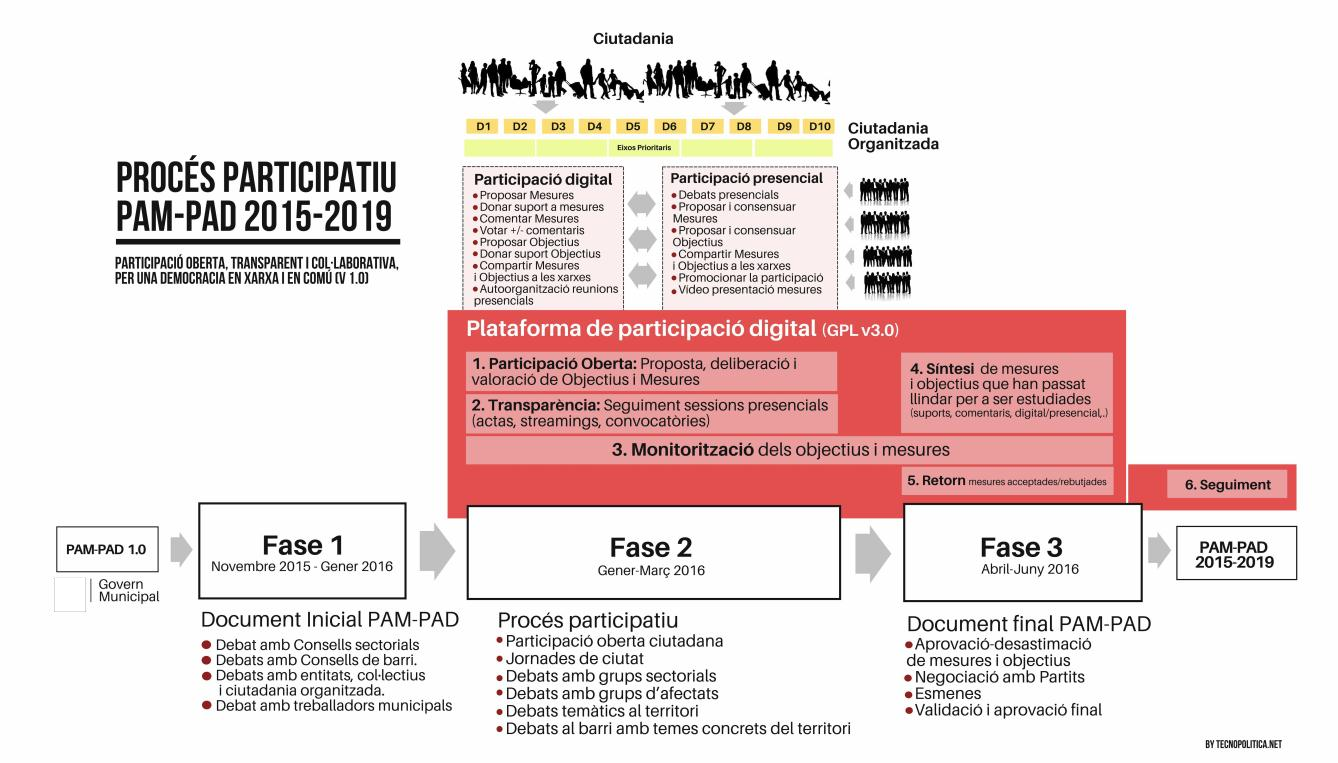 Ciutadania
D1 D2 D3 D4 D5 D6 D7 D8 D9 D10
Eixos Prioritaris
Ciutadania
Organitzada
PROCÉS PARTICIPATIU
PAM-PAD 2015-2019
PARTICIPACIÓ OBERTA, TRANSPARENT I COL·LABORATIVA,
PER UNA DEMOCRACIA EN XARXA I EN COMÚ (V 1.0)
Participació digital
Proposar Mesures
Donar suport a mesures
Comentar Mesures
Votar +/- comentaris
Proposar Objectius
Donar suport Objectius
Compartir Mesures
i Objectius a les xarxes
Autoorganització reunions
presencials
Participació presencial
Debats presencials
Proposar i consensuar
Mesures
Proposar i consensuar
Objectius
Compartir Mesures
i Objectius a les xarxes
Promocionar la participació
Vídeo presentació mesures
Plataforma de participació digital (GPL v3.0)
1. Participació Oberta: Proposta, deliberació i
valoració de Objectius i Mesures
2. Transparència: Seguiment sessions presencials
(actas, streamings, convocatòries)
3. Monitorització dels objectius i mesures
4. Síntesi de mesures
i objectius que han passat
llindar per a ser estudiades
(suports, comentaris, digital/presencial,.)
5. Retorn mesures acceptades/rebutjades
6. Seguiment
PAM-PAD 1.0
Govern
Municipal
Fase 1
Novembre 2015 - Gener 2016
Fase 2
Gener-Març 2016
Fase 3
Abril-Juny 2016
PAM-PAD
2015-2019
Document Inicial PAM-PAD
Debat amb Consells sectorials
Debats amb Consells de barri.
Debats amb entitats, col·lectius
i ciutadania organitzada.
Debat amb treballadors municipals
Procés participatiu
Participació oberta ciutadana
Jornades de ciutat
Debats amb grups sectorials
Debats amb grups d'afectats
Debats temàtics al territori
Debats al barri amb temes concrets del territori
Document final PAM-PAD
Aprovació-desastimació
de mesures i objectius
Negociació amb Partits
Esmenes
Validació i aprovació final
BY TECNOPOLITICA.NET